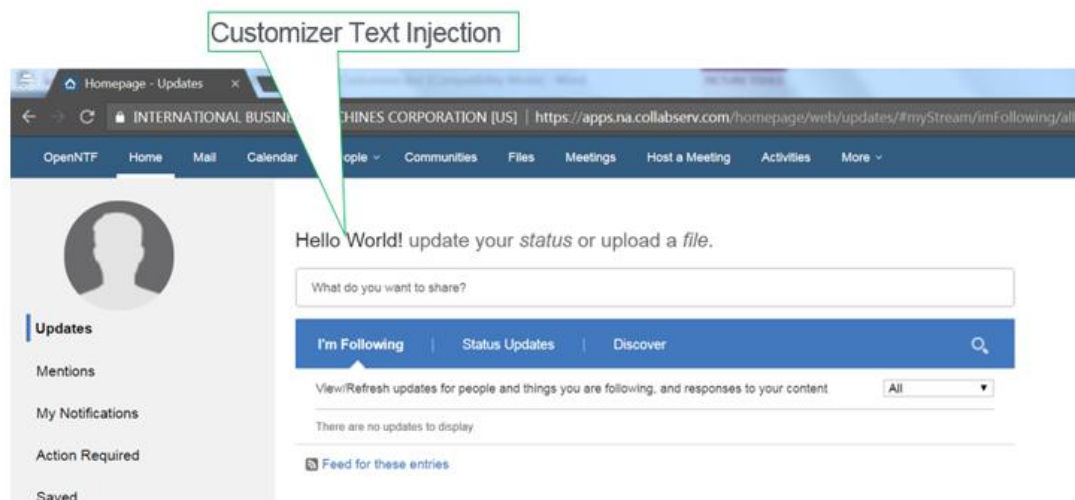 Customizer Text Injection
Homepage - Updates ×
INTERNATIONAL BUSINE CHINES CORPORATION [US] | https://apps.na.collabserv.com/homepage/web/updates/#myStream/imFollowing/all
OpenNTF Home Mail Calendar ople Communities Files Meetings Host a Meeting Activities More
Hello World! update your status or upload a file.
What do you want to share?
Updates
I'm Following | Status Updates | Discover
Mentions
View/Refresh updates for people and things you are following, and responses to your content All
My Notifications
There are no updates to display
Action Required
Feed for these entries
Saved